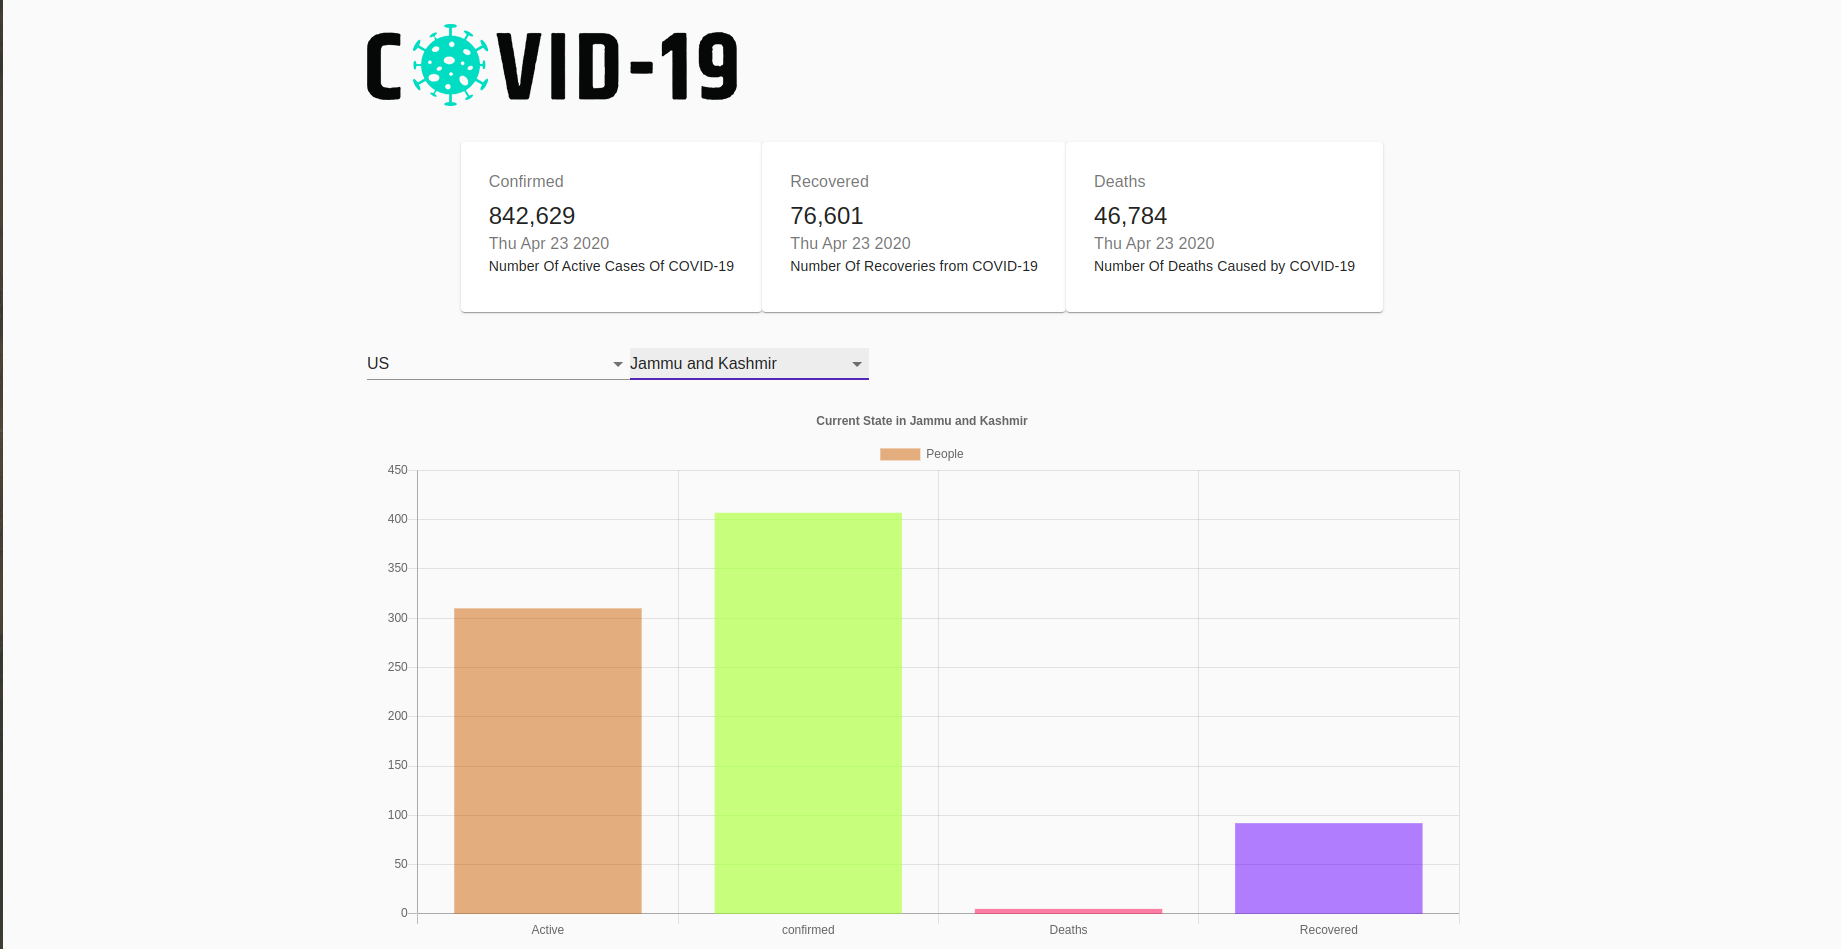 COVID-19
Confirmed
842,629
Thu Apr 23 2020
Number Of Active Cases Of COVID-19
Recovered
76,601
Thu Apr 23 2020
Number Of Recoveries from COVID-19
Deaths
46,784
Thu Apr 23 2020
Number Of Deaths Caused by COVID-19
US
Jammu and Kashmir
Current State in Jammu and Kashmir
People
450
400
350
300
250
200
150
100
50
0
Active
confirmed
Deaths
Recovered